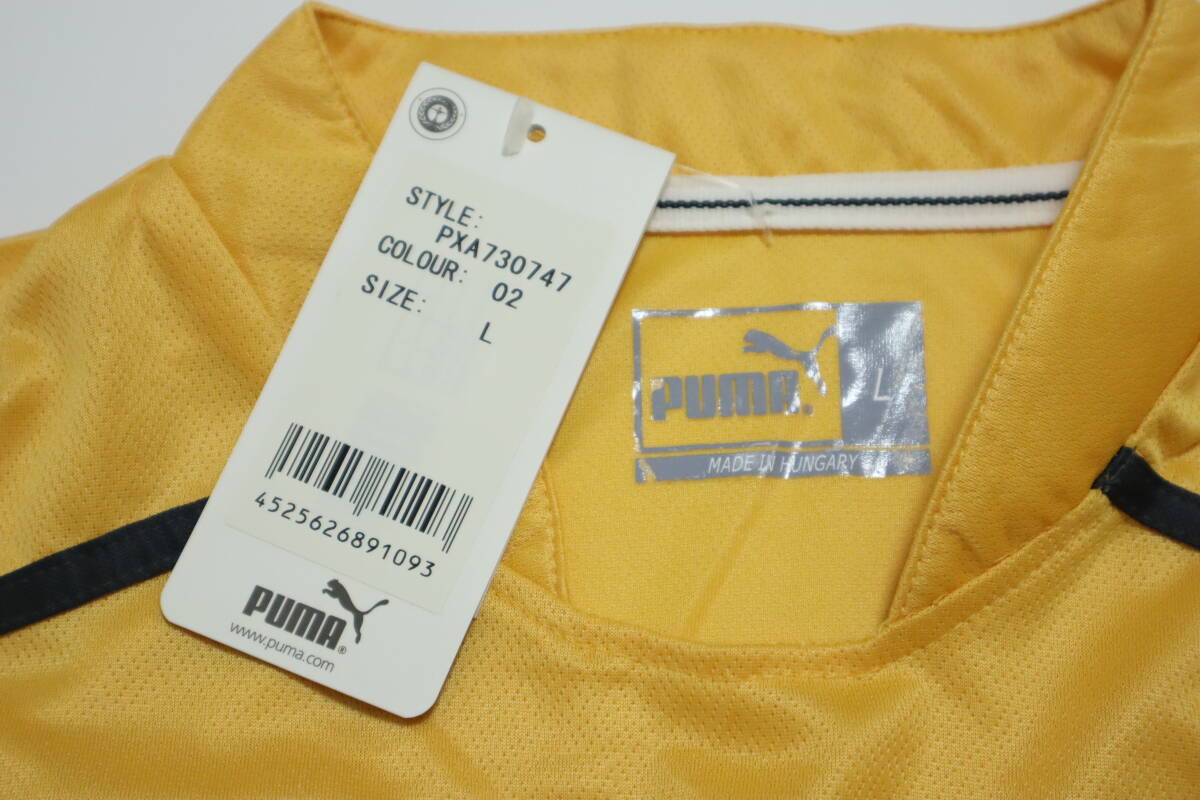 STYLE:
PXA730747
COLOUR: 02
SIZE: L
4525626891093
PUMA®
www.puma.com
PUMA.
L
MADE IN HUNGARY